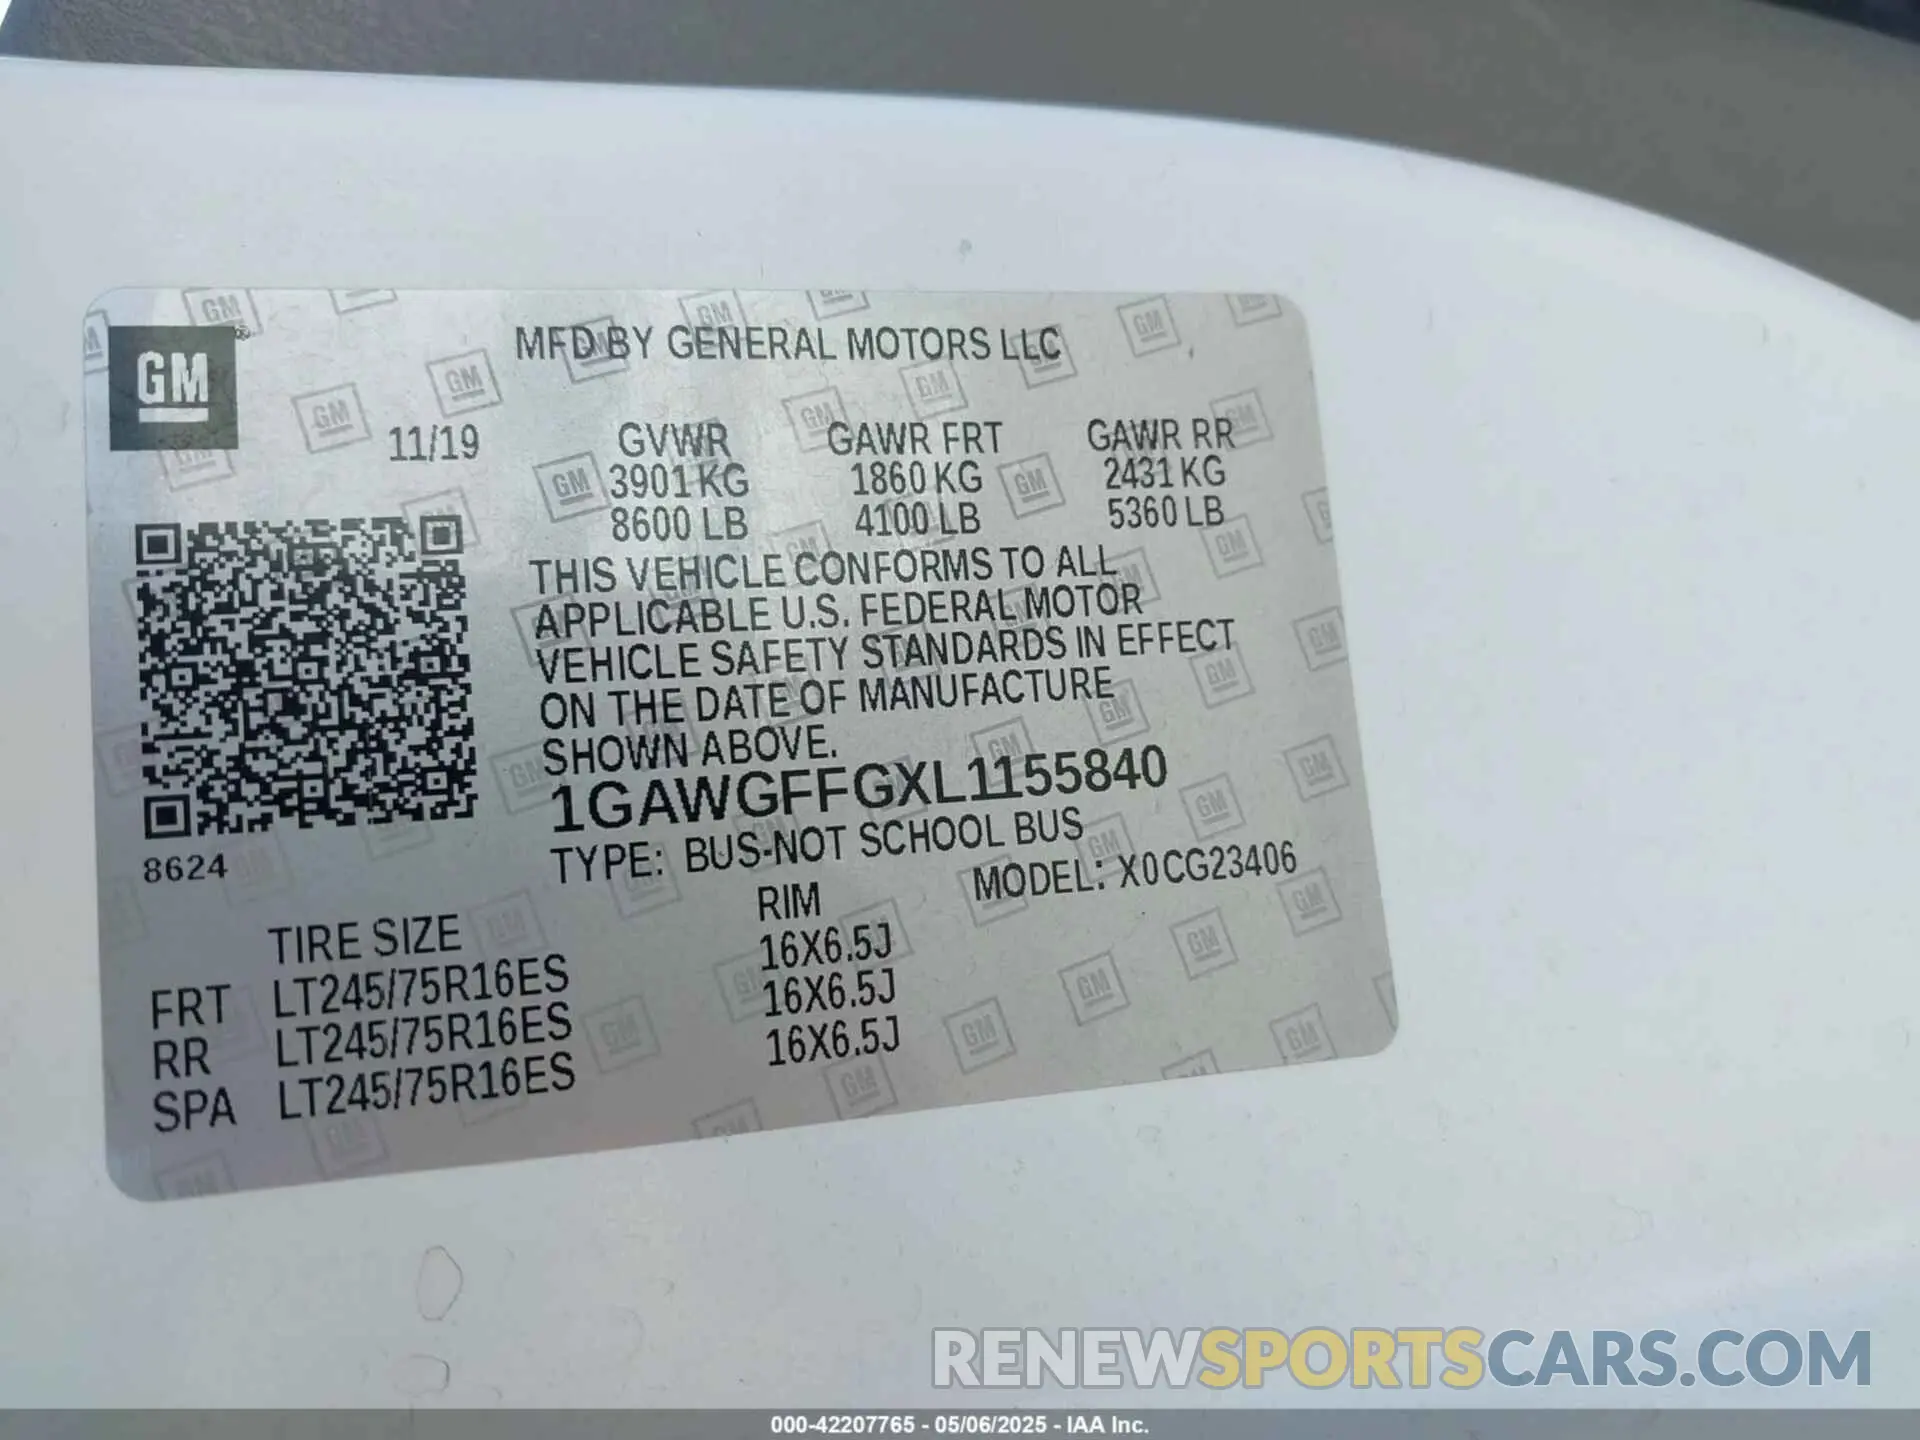 GM ®
MFD BY GENERAL MOTORS LLC
11/19 GVWR GAWR FRT GAWR RR
3901 KG 1860 KG 2431 KG
8600 LB 4100 LB 5360 LB
THIS VEHICLE CONFORMS TO ALL
APPLICABLE U.S. FEDERAL MOTOR
VEHICLE SAFETY STANDARDS IN EFFECT
ON THE DATE OF MANUFACTURE
SHOWN ABOVE.
1GAWGFFGXL1155840
8624
TYPE: BUS-NOT SCHOOL BUS
MODEL: X0CG23406
TIRE SIZE RIM
FRT LT245/75R16ES 16X6.5J
RR LT245/75R16ES 16X6.5J
SPA LT245/75R16ES 16X6.5J
RENEWSPORTSCARS.COM
000-42207765 - 05/06/2025 - IAA Inc.